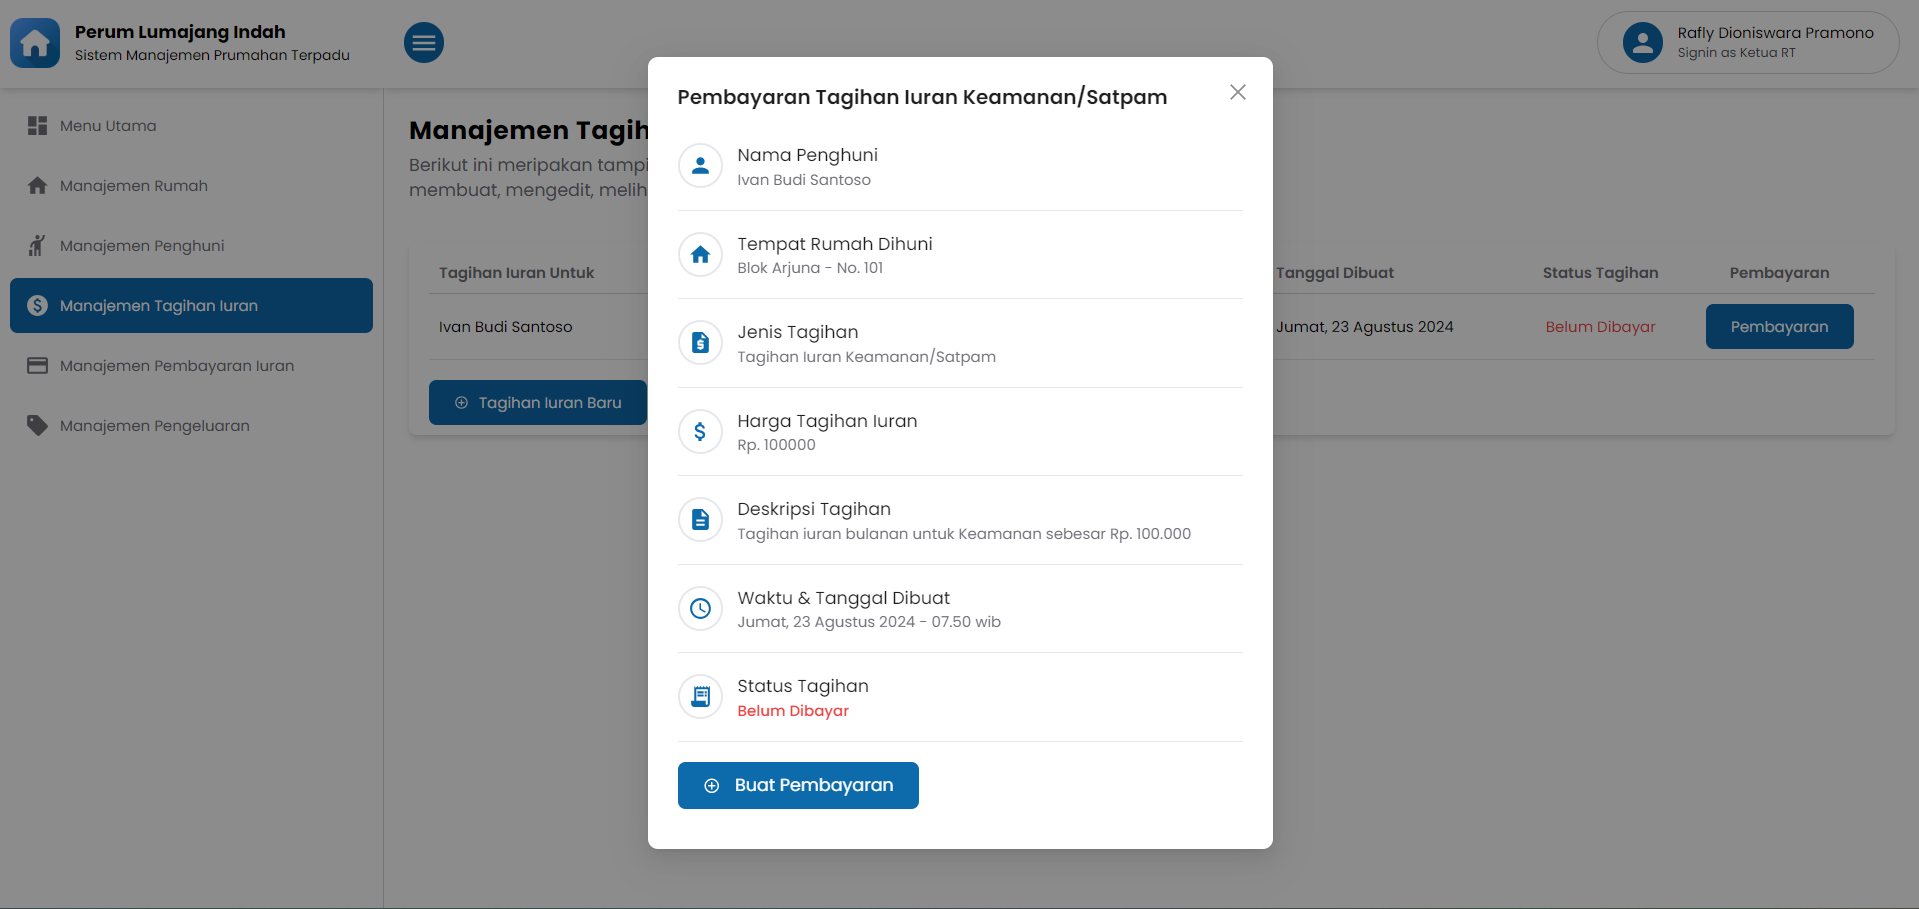 Perum Lumajang Indah
Sistem Manajemen Prumahan Terpadu
Rafly Dioniswara Pramono
Signin as Ketua RT
Menu Utama
Manajemen Rumah
Manajemen Penghuni
Manajemen Tagihan Iuran
Manajemen Pembayaran Iuran
Manajemen Pengeluaran
Manajemen
Berikut ini meripakan
membuat, mengedit,
Tagihan Iuran Untuk
Tanggal Dibuat
Status Tagihan
Pembayaran
Ivan Budi Santoso
Jumat, 23 Agustus 2024
Belum Dibayar
Pembayaran
Tagihan Iuran Baru
Pembayaran Tagihan Iuran Keamanan/Satpam
Nama Penghuni
Ivan Budi Santoso
Tempat Rumah Dihuni
Blok Arjuna - No. 101
Jenis Tagihan
Tagihan Iuran Keamanan/Satpam
Harga Tagihan Iuran
Rp. 100000
Deskripsi Tagihan
Tagihan iuran bulanan untuk Keamanan sebesar Rp. 100.000
Waktu & Tanggal Dibuat
Jumat, 23 Agustus 2024 - 07.50 wib
Status Tagihan
Belum Dibayar
Buat Pembayaran